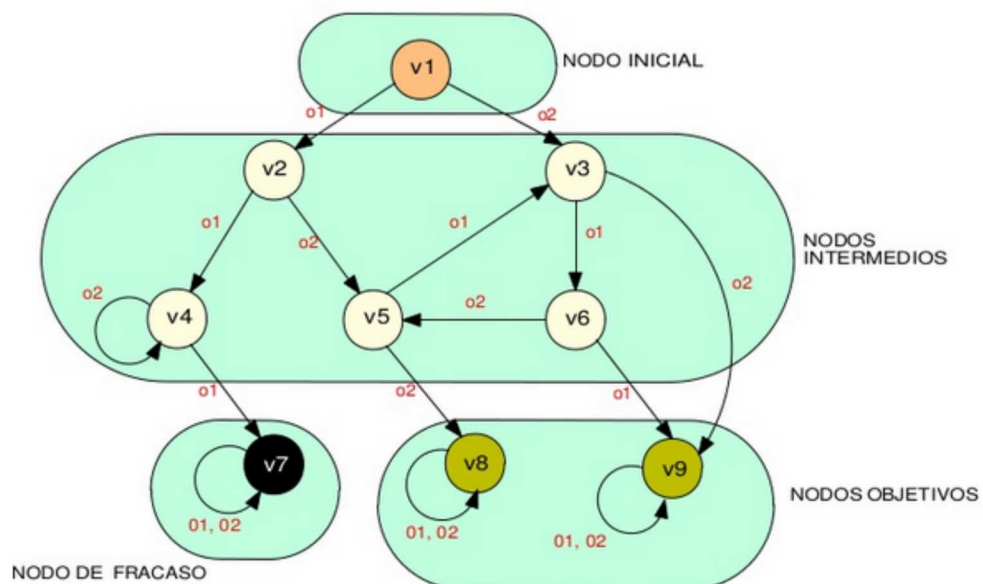 v1
NODO INICIAL
o1
o2
v2
v3
o1
o2
o1
o1
NODOS
INTERMEDIOS
o2
o2
v4
v5
o2
v6
o1
o2
o1
v7
v8
v9
01, 02
01, 02
01, 02
NODOS OBJETIVOS
NODO DE FRACASO